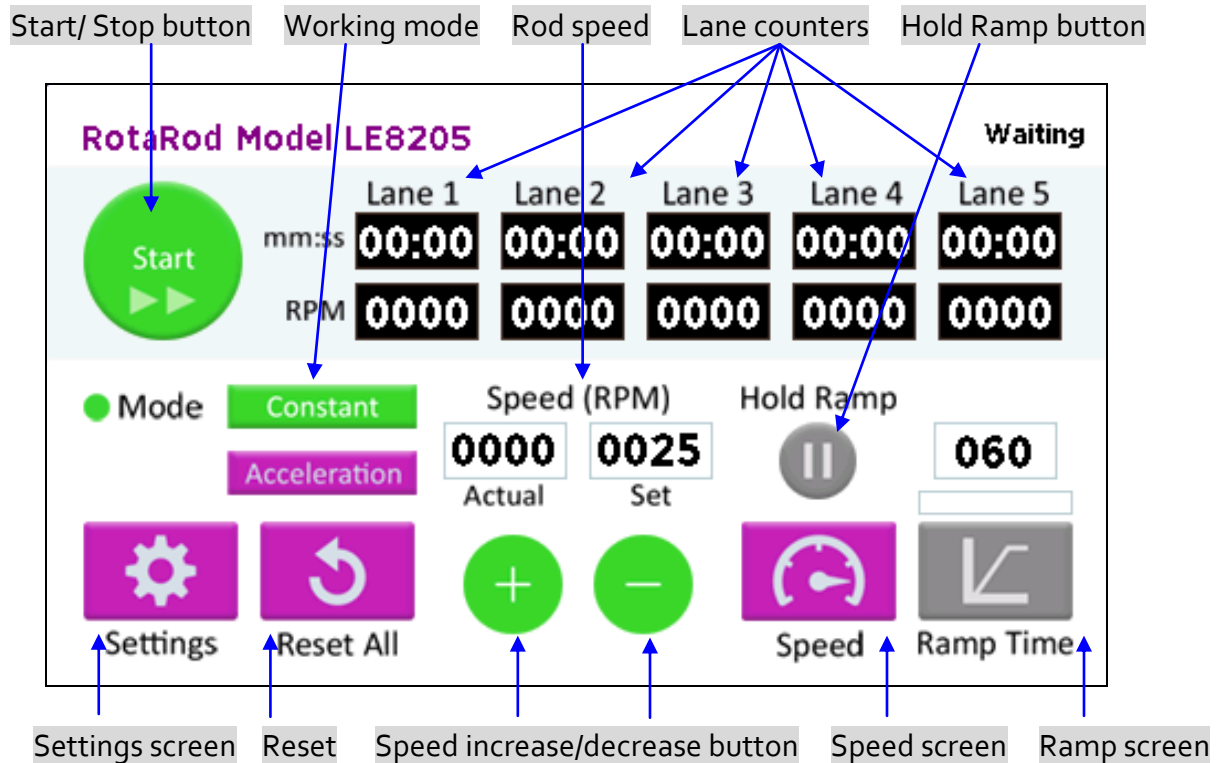 Start/ Stop button Working mode Rod speed Lane counters Hold Ramp button
RotaRod Model LE8205 Waiting
Lane 1 Lane 2 Lane 3 Lane 4 Lane 5
mm:ss 00:00 00:00 00:00 00:00 00:00
Start
RPM 0000 0000 0000 0000 0000
Mode Constant Speed (RPM) Hold Ramp
Acceleration 0000 0025 060
Actual Set
Settings Reset All Speed Ramp Time
Settings screen Reset Speed increase/decrease button Speed screen Ramp screen